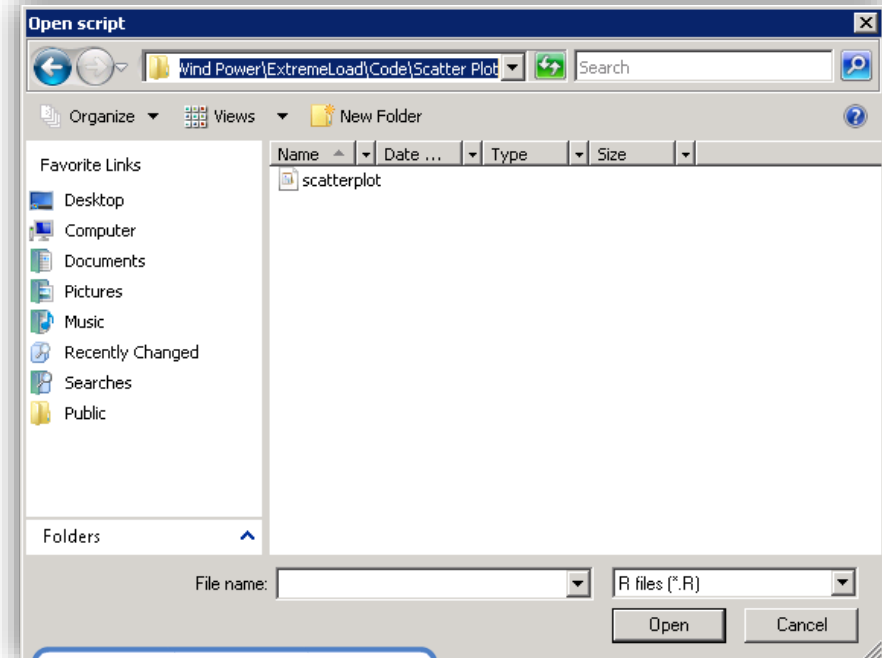 Open script
Wind Power\ExtremeLoad\Code\Scatter Plot
Search
Organize
Views
New Folder
Favorite Links
Name
Date ...
Type
Size
scatterplot
Desktop
Computer
Documents
Pictures
Music
Recently Changed
Searches
Public
Folders
File name:
R files (*.R)
Open
Cancel